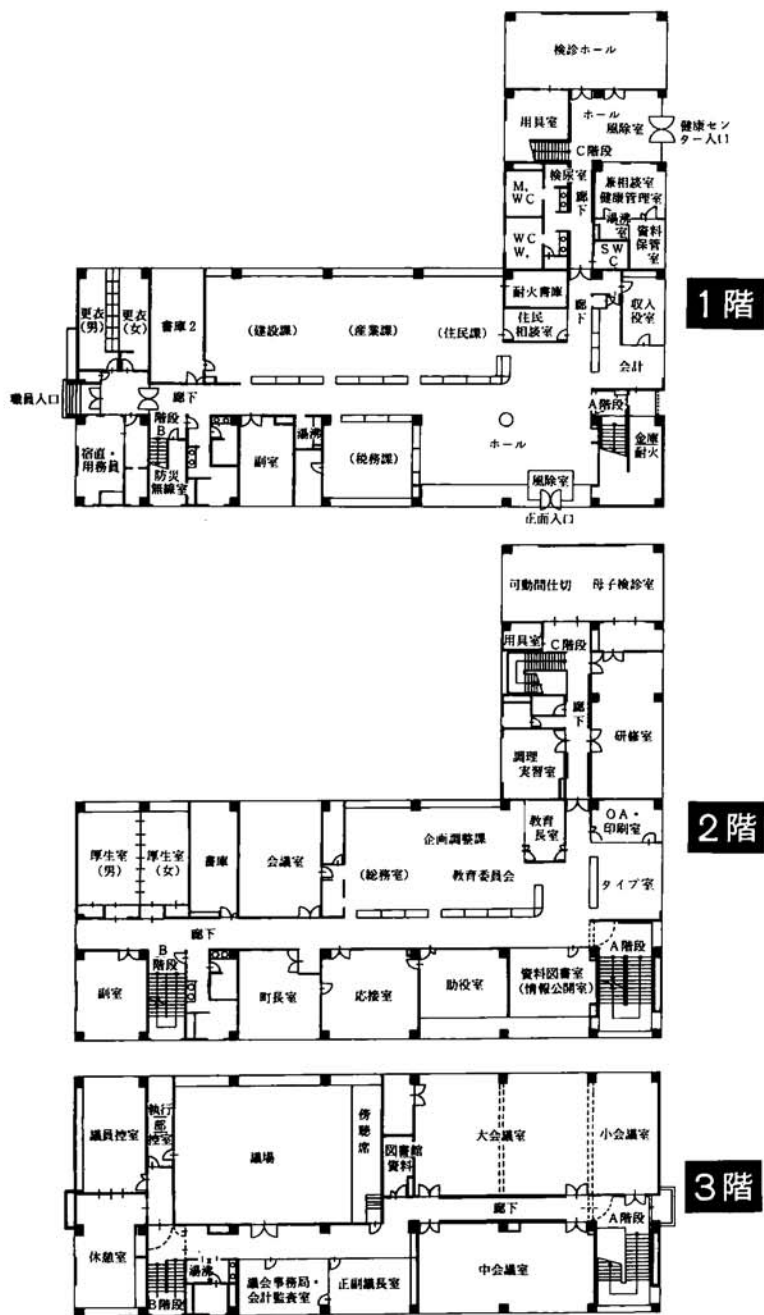 検診ホール
用具室
ホール
風除室
健康セン
ター入口
C階段
検尿室
M.
WC
廊
下
兼相談室
健康管理室
湯沸
室
資料
保管
室
WC
W.
SW
C
更衣
(男)
更衣
(女)
書庫2
(建設課)
(産業課)
(住民課)
耐火書庫
住民
相談室
廊
下
収入
役室
会計
1階
職員入口
廊下
階段
B
宿直・
用務員
防災
無線室
副室
湯沸
(税務課)
ホール
A階段
金庫
耐火
風除室
正面入口
可動間仕切
母子検診室
用具室
C階段
廊
下
研修室
調理
実習室
厚生室
(男)
厚生室
(女)
書庫
会議室
企画調整課
(総務室)
教育委員会
教育
長室
OA・
印刷室
タイプ室
2階
廊下
B
階段
副室
町長室
応接室
助役室
資料図書室
(情報公開室)
A階段
議員控室
執行
部
控室
議場
傍
聴
席
図書館
資料
大会議室
小会議室
3階
廊下
A階段
休憩室
湯沸
B階段
議会事務局・
会計監査室
正副議長室
中会議室